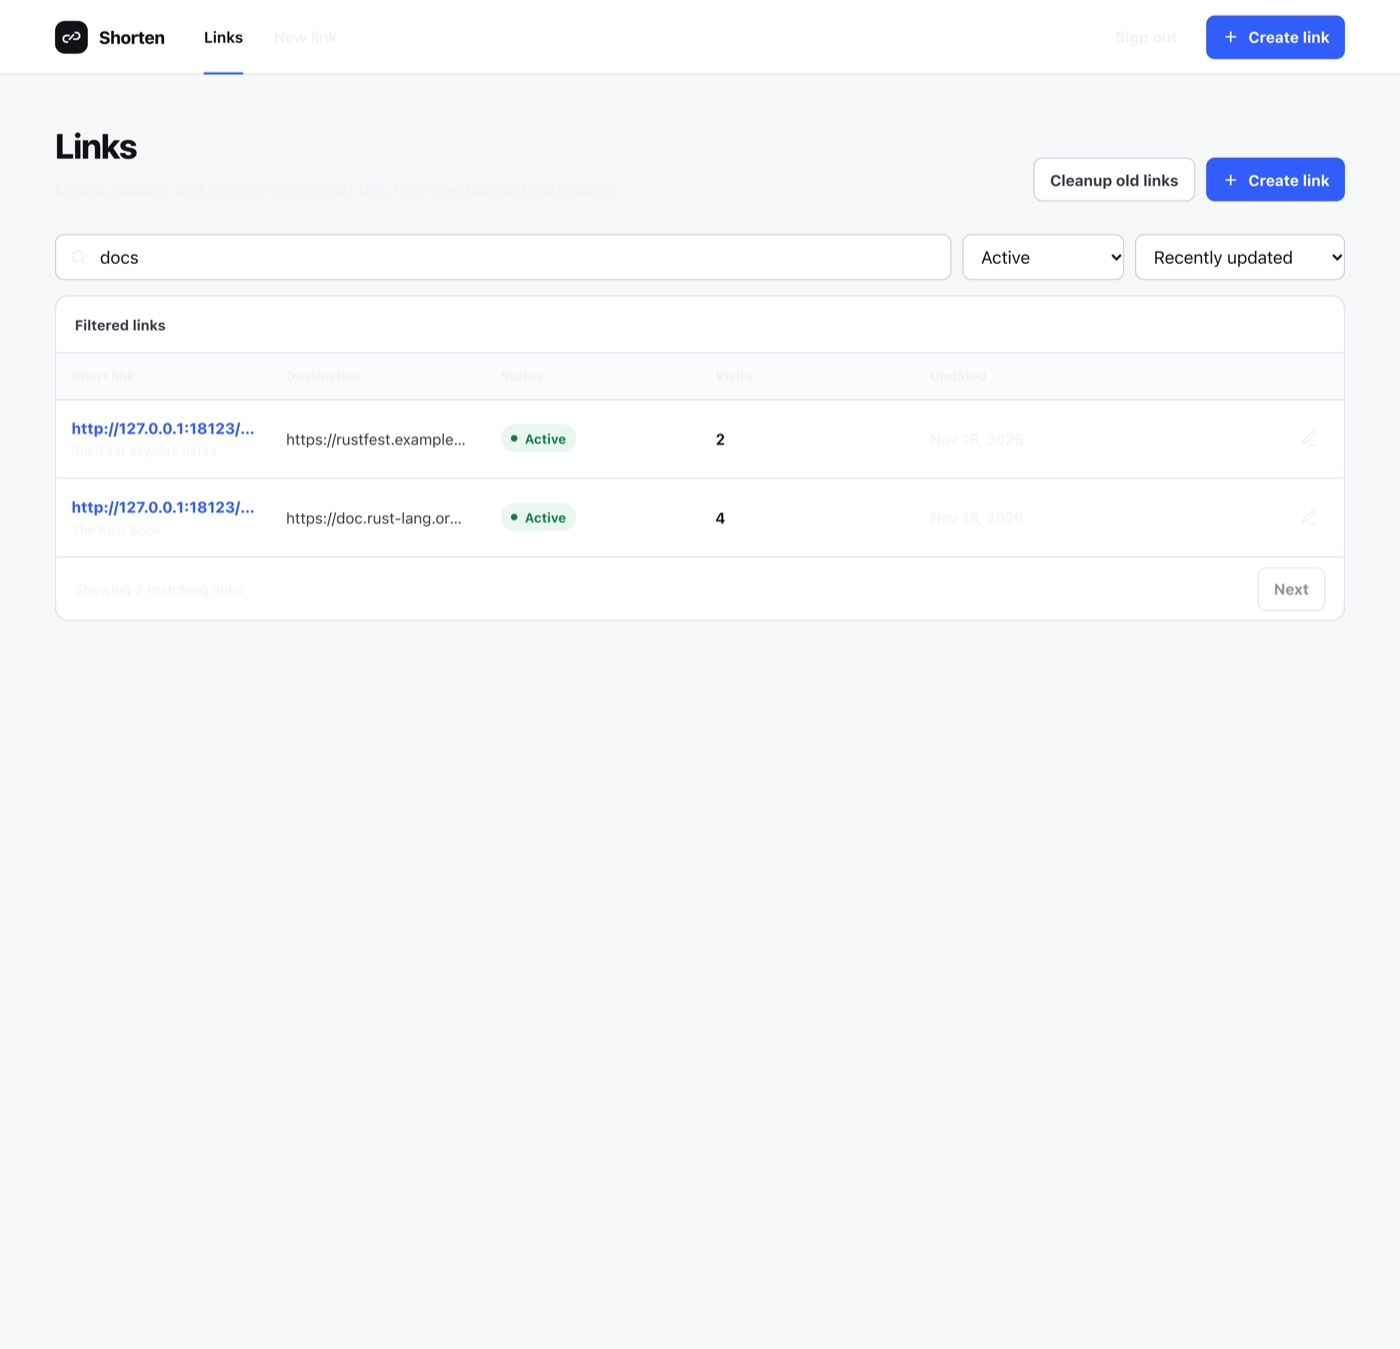 Shorten Links New link Sign out + Create link
Links
Create, update, and monitor every short URL from one focused workspace.
Cleanup old links + Create link
docs Active Recently updated
Filtered links
Short link Destination Status Visits Updated
http://127.0.0.1:18123/... https://rustfest.example... Active 2 Nov 18, 2026
RustFest keynote notes
http://127.0.0.1:18123/... https://doc.rust-lang.or... Active 4 Nov 18, 2026
The Rust Book
Showing 2 matching links Next